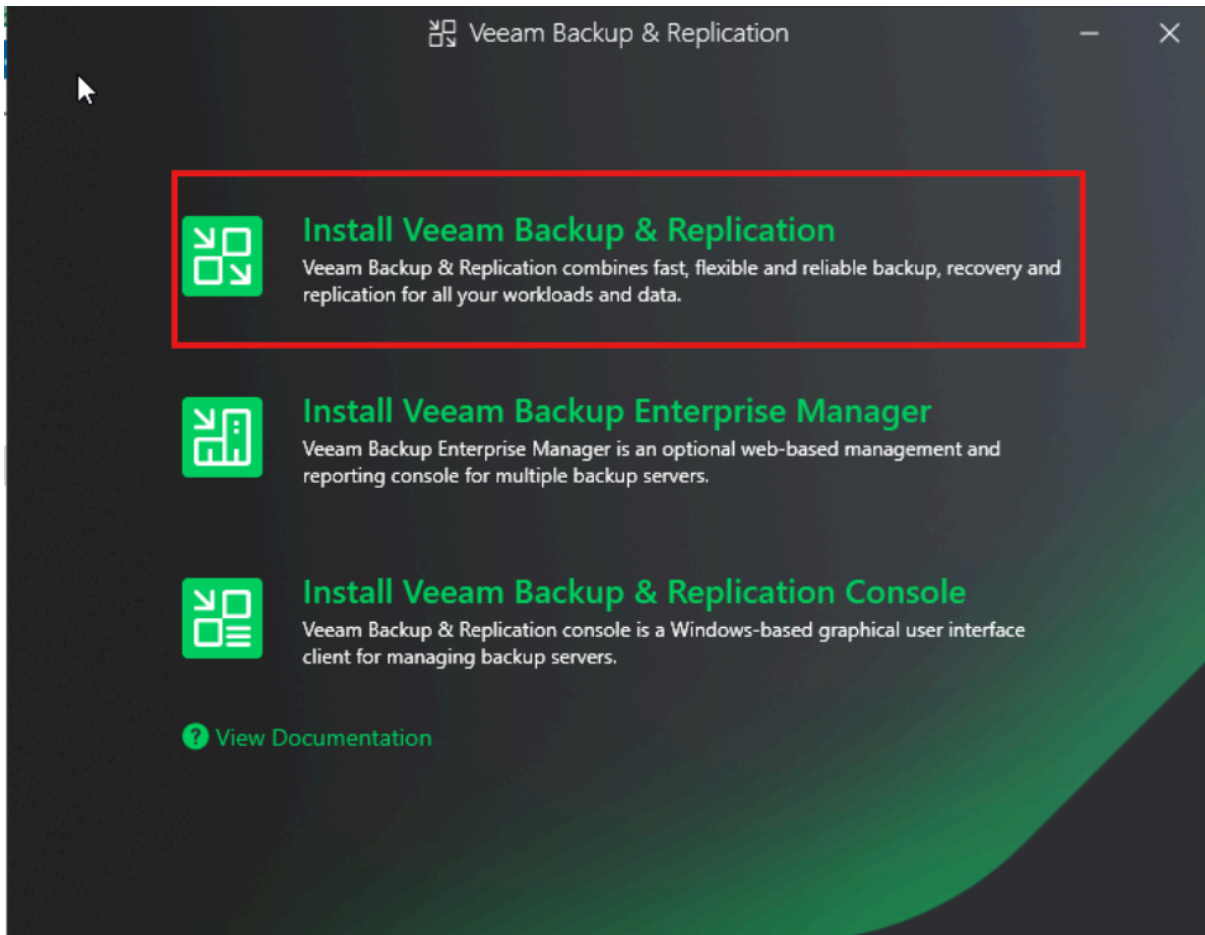 Veeam Backup & Replication
Install Veeam Backup & Replication
Veeam Backup & Replication combines fast, flexible and reliable backup, recovery and
replication for all your workloads and data.
Install Veeam Backup Enterprise Manager
Veeam Backup Enterprise Manager is an optional web-based management and
reporting console for multiple backup servers.
Install Veeam Backup & Replication Console
Veeam Backup & Replication console is a Windows-based graphical user interface
client for managing backup servers.
? View Documentation